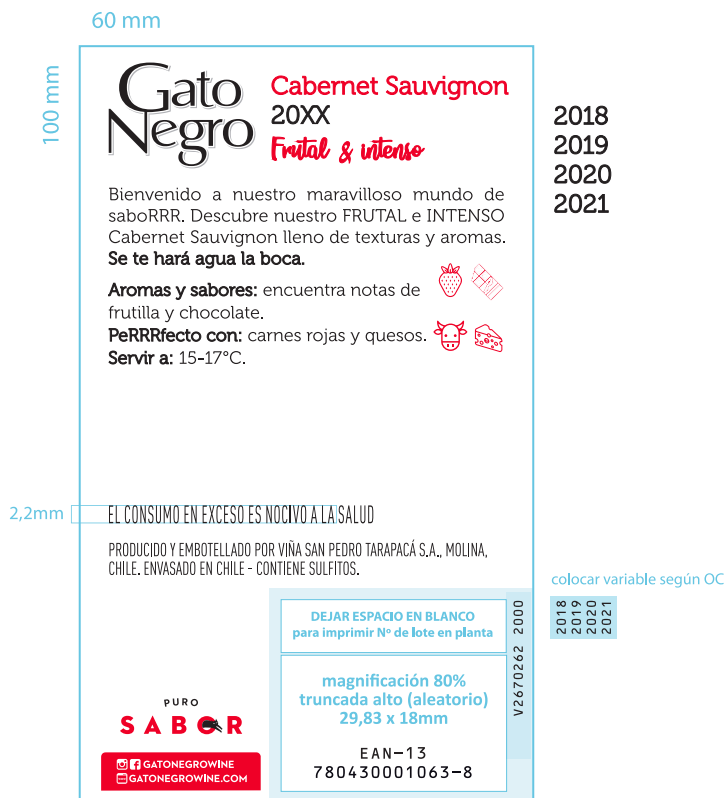 60 mm
100 mm
Gato
Negro
Cabernet Sauvignon
20XX
Frutal & intenso
2018
2019
2020
2021
Bienvenido a nuestro maravilloso mundo de
saboRRR. Descubre nuestro FRUTAL e INTENSO
Cabernet Sauvignon lleno de texturas y aromas.
Se te hará agua la boca.
Aromas y sabores: encuentra notas de
frutilla y chocolate.
PeRRRfecto con: carnes rojas y quesos.
Servir a: 15-17°C.
2,2mm
EL CONSUMO EN EXCESO ES NOCIVO A LA SALUD
PRODUCIDO Y EMBOTELLADO POR VIÑA SAN PEDRO TARAPACÁ S.A., MOLINA,
CHILE. ENVASADO EN CHILE - CONTIENE SULFITOS.
colocar variable según OC
2018
2019
2020
2021
DEJAR ESPACIO EN BLANCO
para imprimir Nº de lote en planta
V2670262 2000
magnificación 80%
truncada alto (aleatorio)
29,83 x 18mm
EAN-13
780430001063-8
PURO
SABOR
GATONEGROWINE
GATONEGROWINE.COM